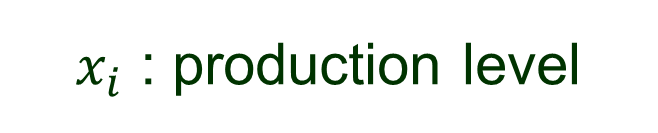 xᵢ : production level